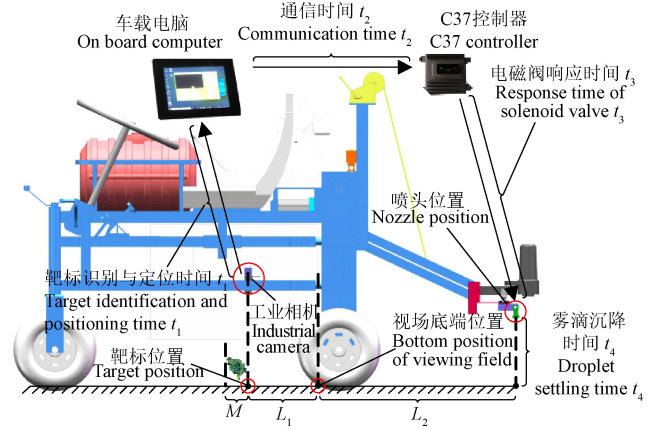 车载电脑
On board computer
通信时间 t2
Communication time t2
C37控制器
C37 controller
电磁阀响应时间 t3
Response time of
solenoid valve t3
喷头位置
Nozzle position
靶标识别与定位时间 t1
Target identification and
positioning time t1
工业相机
Industrial
camera
视场底端位置
Bottom position
of viewing field
雾滴沉降
时间 t4
Droplet
settling time t4
靶标位置
Target position
M
L1
L2